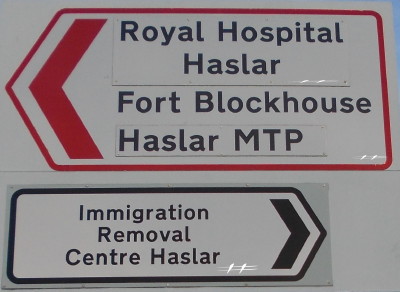 Royal Hospital
Haslar
Fort Blockhouse
Haslar MTP
Immigration
Removal
Centre Haslar